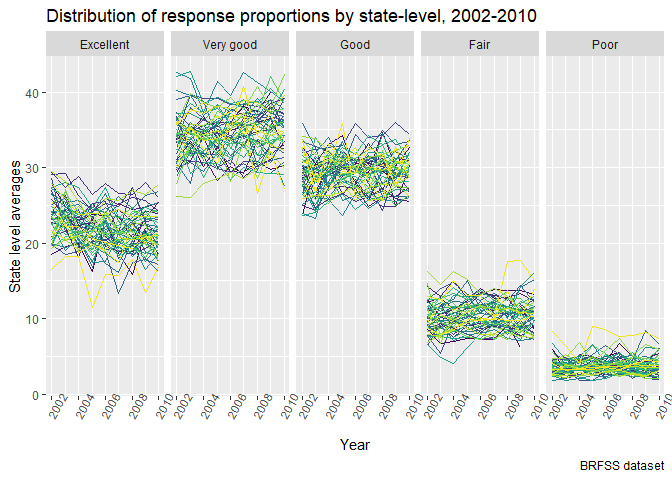 Distribution of response proportions by state-level, 2002-2010
Excellent Very good Good Fair Poor
State level averages
40
30
20
10
0
2002 2004 2006 2008 2010 2002 2004 2006 2008 2010 2002 2004 2006 2008 2010 2002 2004 2006 2008 2010 2002 2004 2006 2008 2010
Year
BRFSS dataset